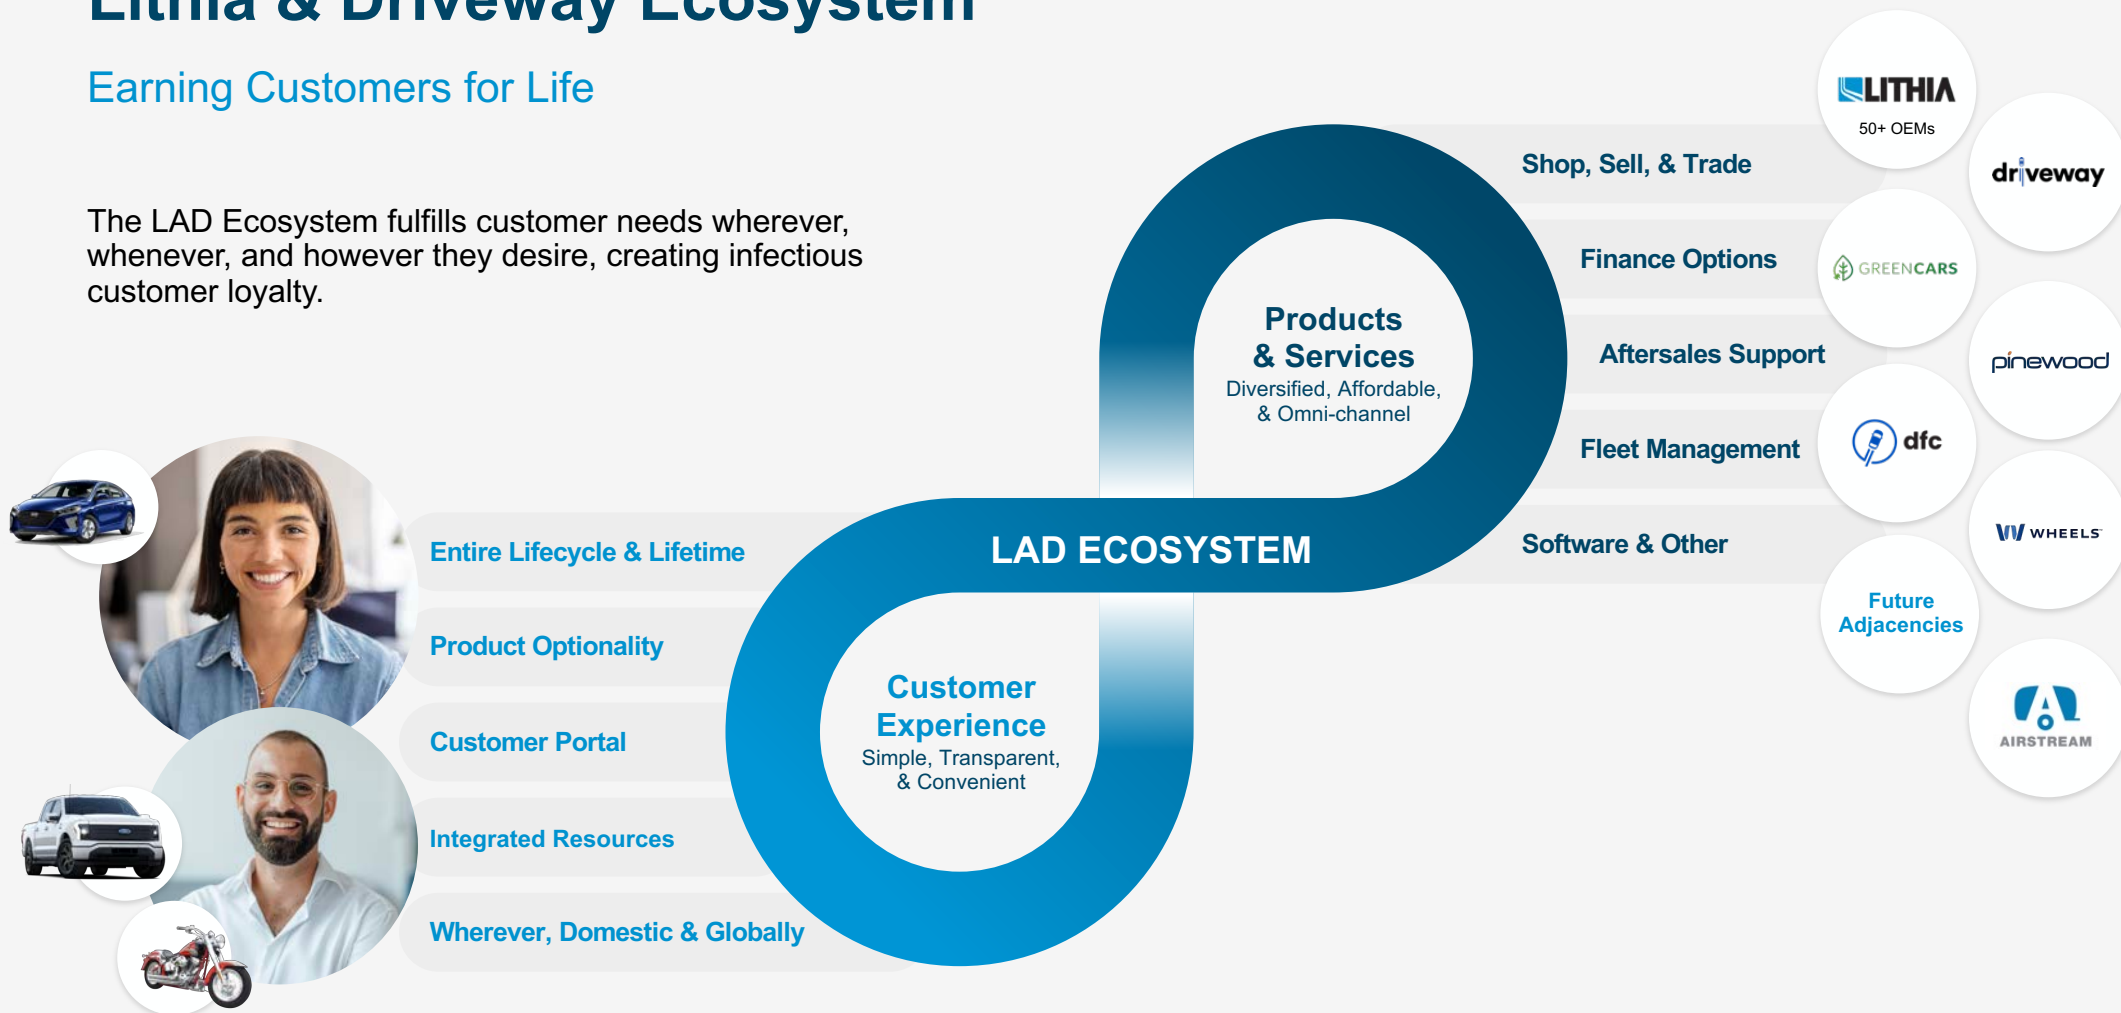 Lithia & Driveway Ecosystem
Earning Customers for Life
The LAD Ecosystem fulfills customer needs wherever,
whenever, and however they desire, creating infectious
customer loyalty.
Entire Lifecycle & Lifetime
Product Optionality
Customer Portal
Integrated Resources
Wherever, Domestic & Globally
Customer
Experience
Simple, Transparent,
& Convenient
LAD ECOSYSTEM
Products
& Services
Diversified, Affordable,
& Omni-channel
Shop, Sell, & Trade
Finance Options
Aftersales Support
Fleet Management
Software & Other
LITHIA
50+ OEMs
driveway
GREENCARS
pinewood
dfc
WHEELS
Future
Adjacencies
AIRSTREAM